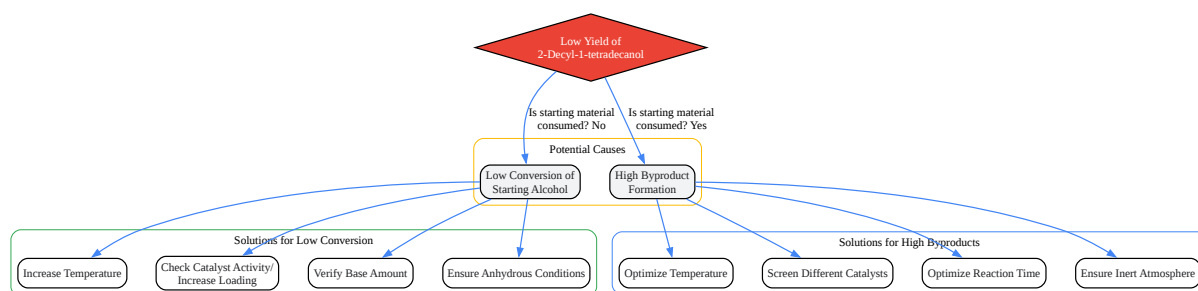 Low Yield of
2-Decyl-1-tetradecanol
Is starting material
consumed? No
Is starting material
consumed? Yes
Potential Causes
Low Conversion of
Starting Alcohol
High Byproduct
Formation
Solutions for Low Conversion
Increase Temperature
Check Catalyst Activity/
Increase Loading
Verify Base Amount
Ensure Anhydrous Conditions
Solutions for High Byproducts
Optimize Temperature
Screen Different Catalysts
Optimize Reaction Time
Ensure Inert Atmosphere